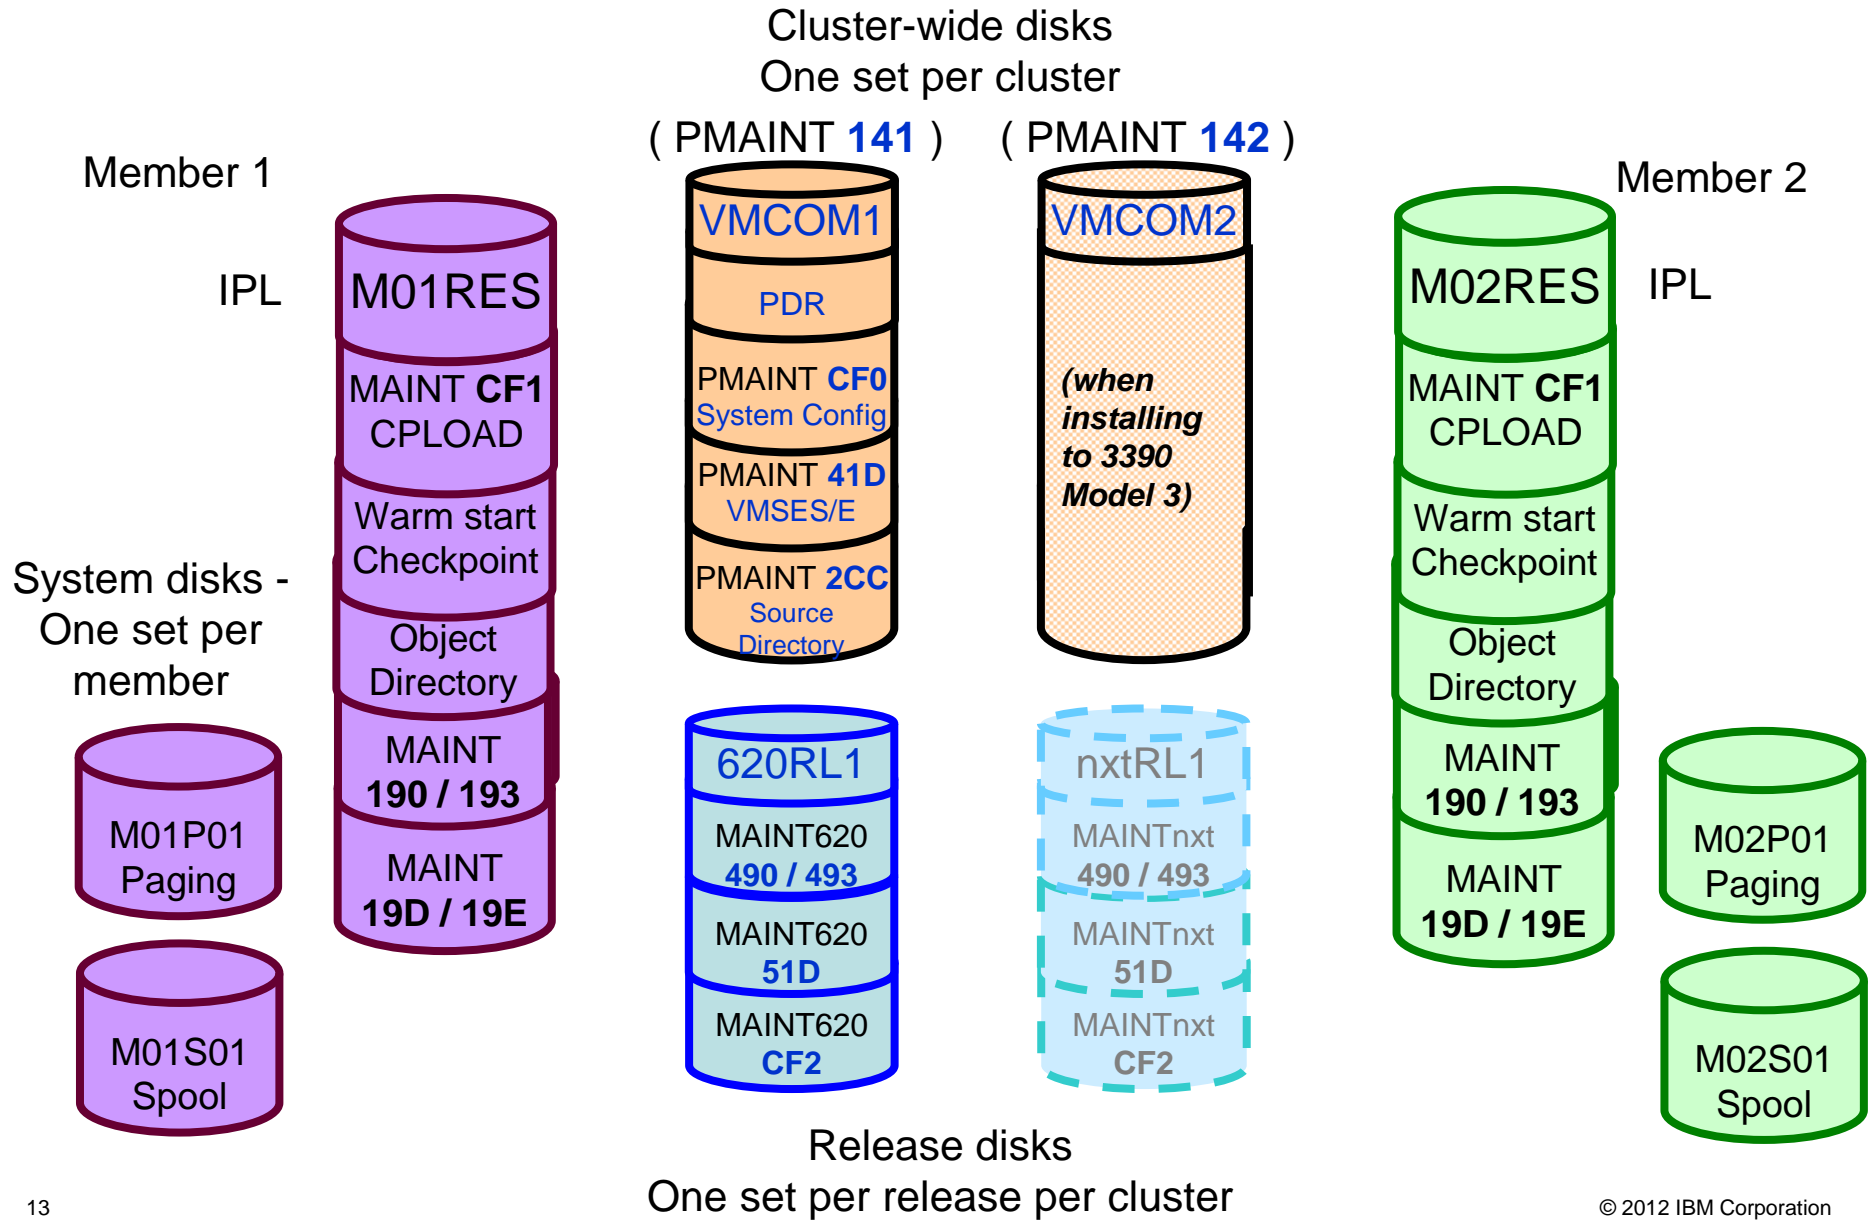 Cluster-wide disks
One set per cluster
( PMAINT 141 )
( PMAINT 142 )
Member 1
IPL
M01RES
MAINT CF1
CPLOAD
Warm start
Checkpoint
Object
Directory
MAINT
190 / 193
MAINT
19D / 19E
System disks -
One set per
member
M01P01
Paging
M01S01
Spool
VMCOM1
PDR
PMAINT CF0
System Config
PMAINT 41D
VMSES/E
PMAINT 2CC
Source
Directory
VMCOM2
(when
installing
to 3390
Model 3)
620RL1
MAINT620
490 / 493
MAINT620
51D
MAINT620
CF2
nxtRL1
MAINTnxt
490 / 493
MAINTnxt
51D
MAINTnxt
CF2
Member 2
IPL
M02RES
MAINT CF1
CPLOAD
Warm start
Checkpoint
Object
Directory
MAINT
190 / 193
MAINT
19D / 19E
M02P01
Paging
M02S01
Spool
Release disks
One set per release per cluster
13
© 2012 IBM Corporation